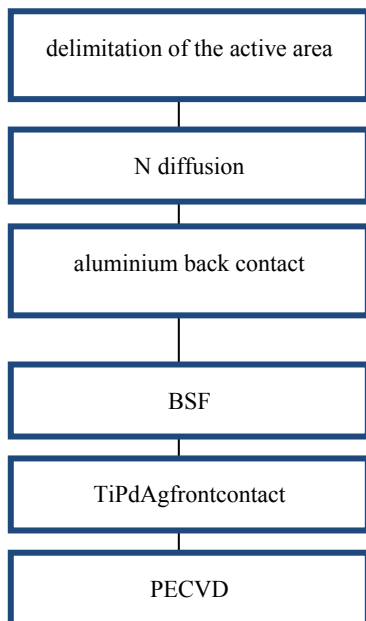 delimitation of the active area
N diffusion
aluminium back contact
BSF
TiPdAgfrontcontact
PECVD